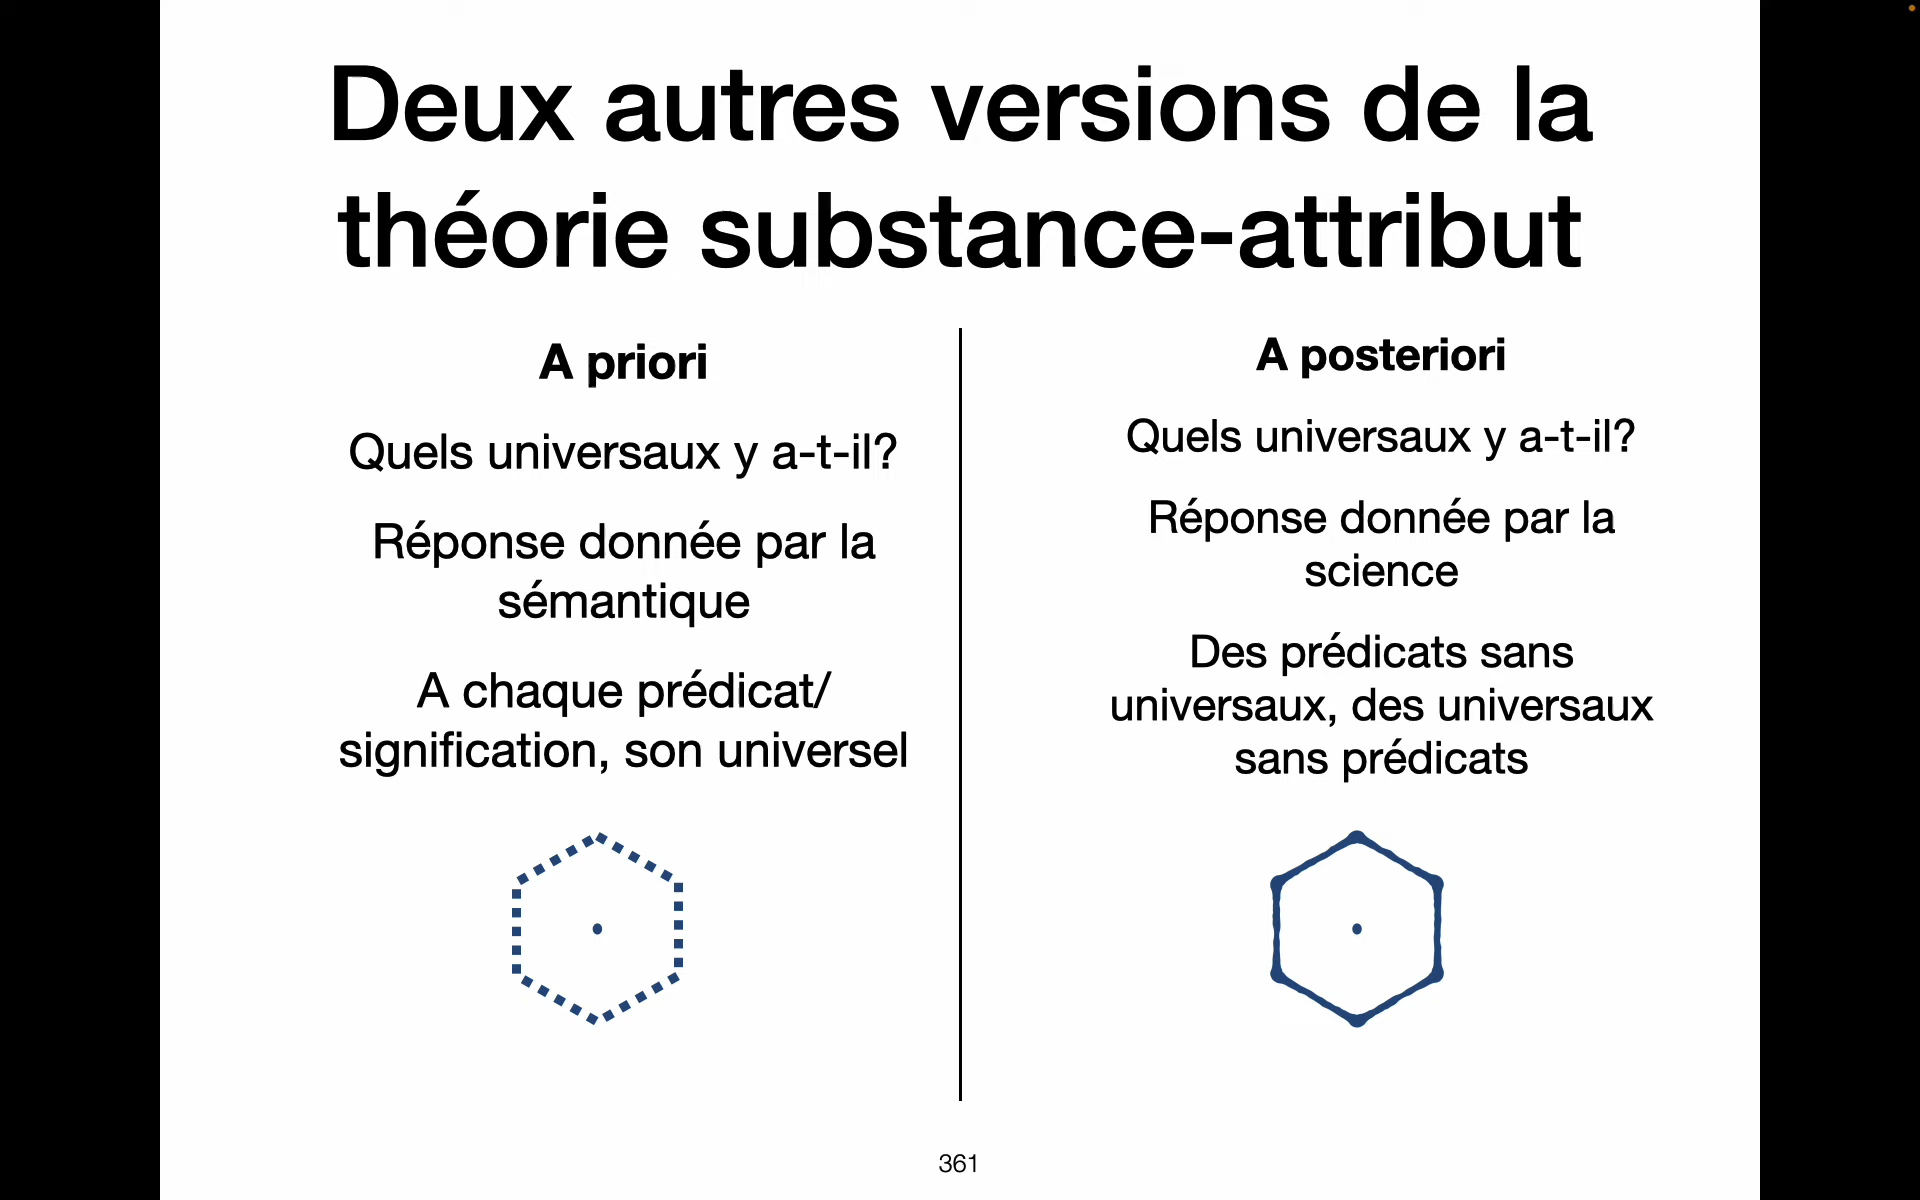 Deux autres versions de la
théorie substance-attribut
A priori
Quels universaux y a-t-il?
Réponse donnée par la
sémantique
A chaque prédicat/
signification, son universel
A posteriori
Quels universaux y a-t-il?
Réponse donnée par la
science
Des prédicats sans
universaux, des universaux
sans prédicats
361